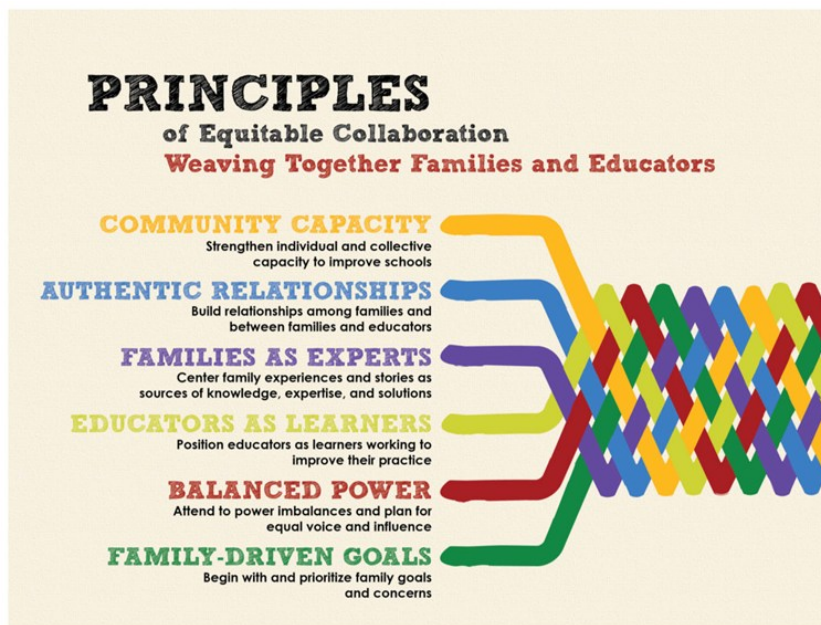 PRINCIPLES
of Equitable Collaboration
Weaving Together Families and Educators
COMMUNITY CAPACITY
Strengthen individual and collective
capacity to improve schools
AUTHENTIC RELATIONSHIPS
Build relationships among families and
between families and educators
FAMILIES AS EXPERTS
Center family experiences and stories as
sources of knowledge, expertise, and solutions
EDUCATORS AS LEARNERS
Position educators as learners working to
improve their practice
BALANCED POWER
Attend to power imbalances and plan for
equal voice and influence
FAMILY-DRIVEN GOALS
Begin with and prioritize family goals
and concerns